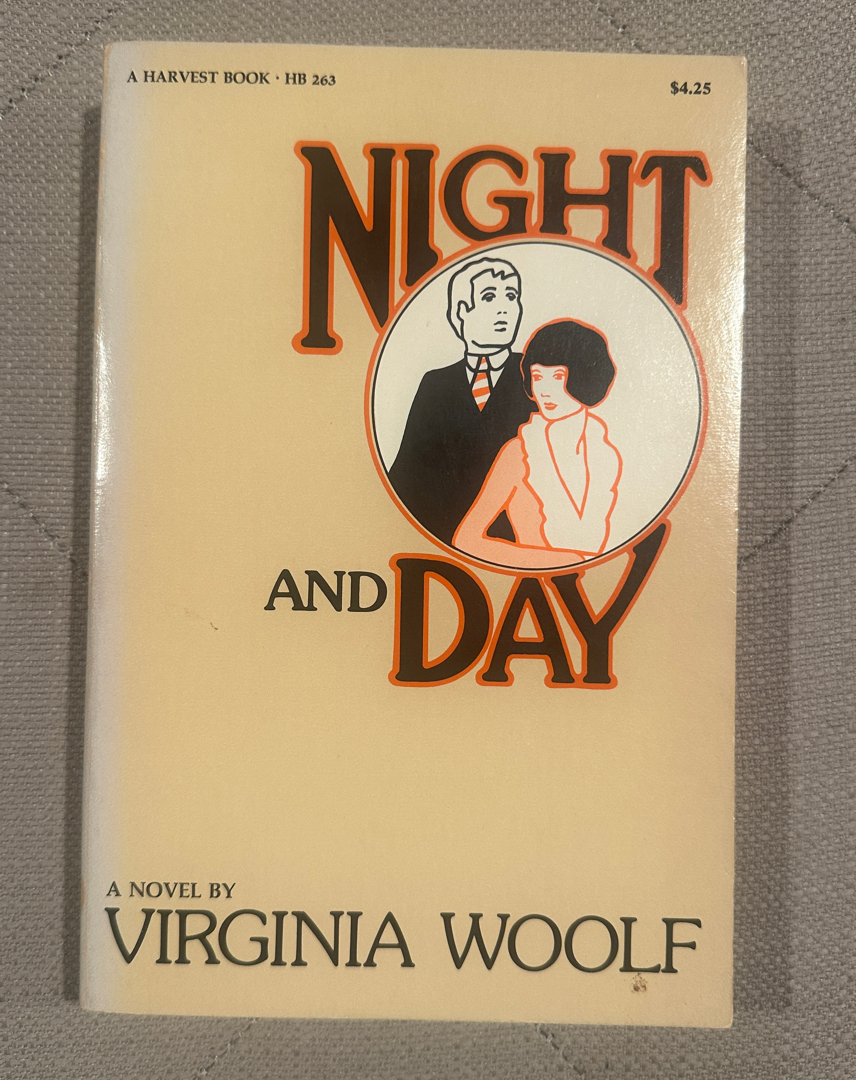 A HARVEST BOOK · HB 263
$4.25
NIGHT
AND DAY
A NOVEL BY
VIRGINIA WOOLF